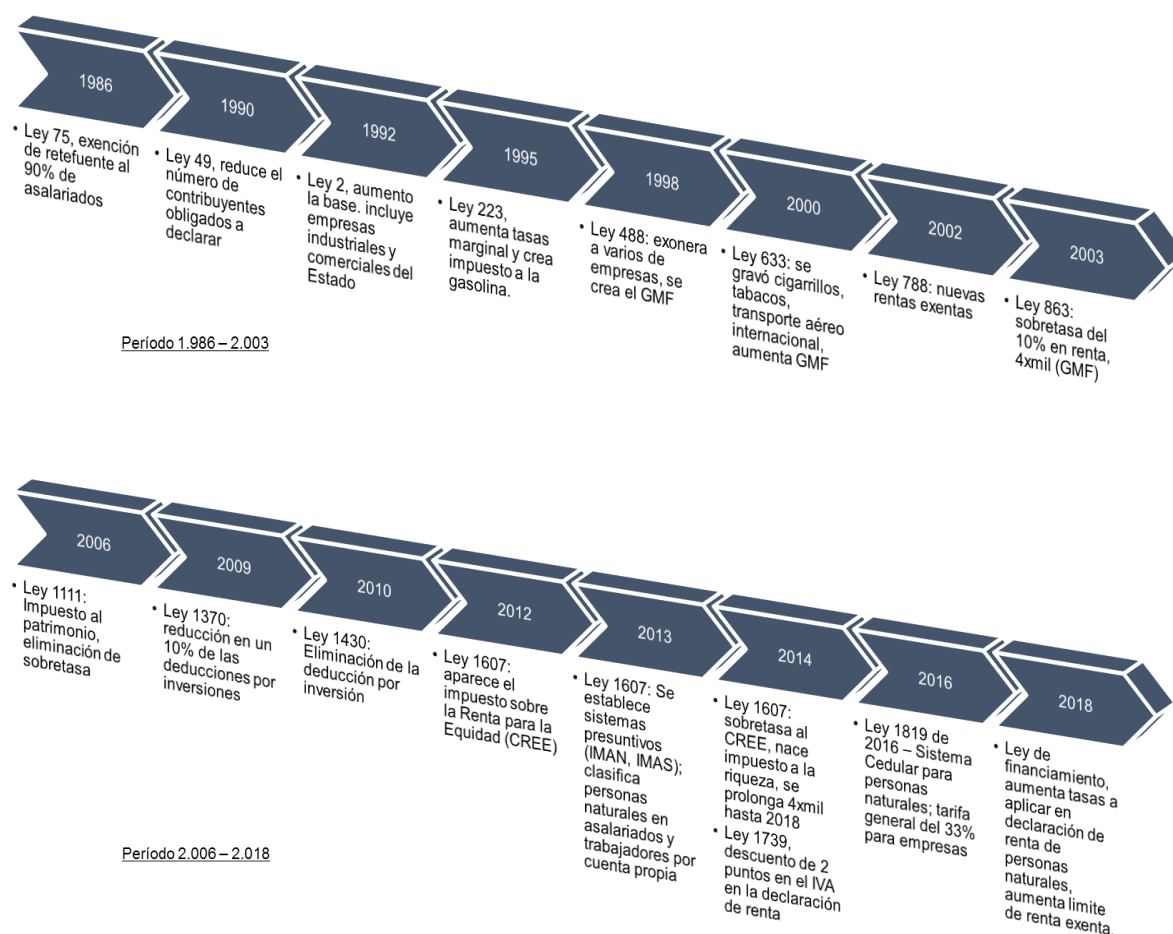 1986
• Ley 75, exención
de retefuente al
90% de
asalariados
1990
• Ley 49, reduce el
número de
contribuyentes
obligados a
declarar
1992
• Ley 2, aumento
la base. incluye
empresas
industriales y
comerciales del
Estado
1995
• Ley 223,
aumenta tasas
marginal y crea
impuesto a la
gasolina.
1998
• Ley 488: exonera
a varios de
empresas, se
crea el GMF
2000
• Ley 633: se
gravó cigarrillos,
tabacos,
transporte aéreo
internacional,
aumenta GMF
2002
• Ley 788: nuevas
rentas exentas
2003
• Ley 863:
sobretasa del
10% en renta,
4xmil (GMF)
Período 1.986 – 2.003
2006
• Ley 1111:
Impuesto al
patrimonio,
eliminación de
sobretasa
2009
• Ley 1370:
reducción en un
10% de las
deducciones por
inversiones
2010
• Ley 1430:
Eliminación de la
deducción por
inversión
2012
• Ley 1607:
aparece el
impuesto sobre
la Renta para la
Equidad (CREE)
2013
• Ley 1607: Se
establece
sistemas
presuntivos
(IMAN, IMAS);
clasifica
personas
naturales en
asalariados y
trabajadores por
cuenta propia
2014
• Ley 1607:
sobretasa al
CREE, nace
impuesto a la
riqueza, se
prolonga 4xmil
hasta 2018
• Ley 1739,
descuento de 2
puntos en el IVA
en la declaración
de renta
2016
• Ley 1819 de
2016 – Sistema
Cedular para
personas
naturales; tarifa
general del 33%
para empresas
2018
• Ley de
financiamiento,
aumenta tasas a
aplicar en
declaración de
renta de
personas
naturales,
aumenta limite
de renta exenta.
Período 2.006 – 2.018